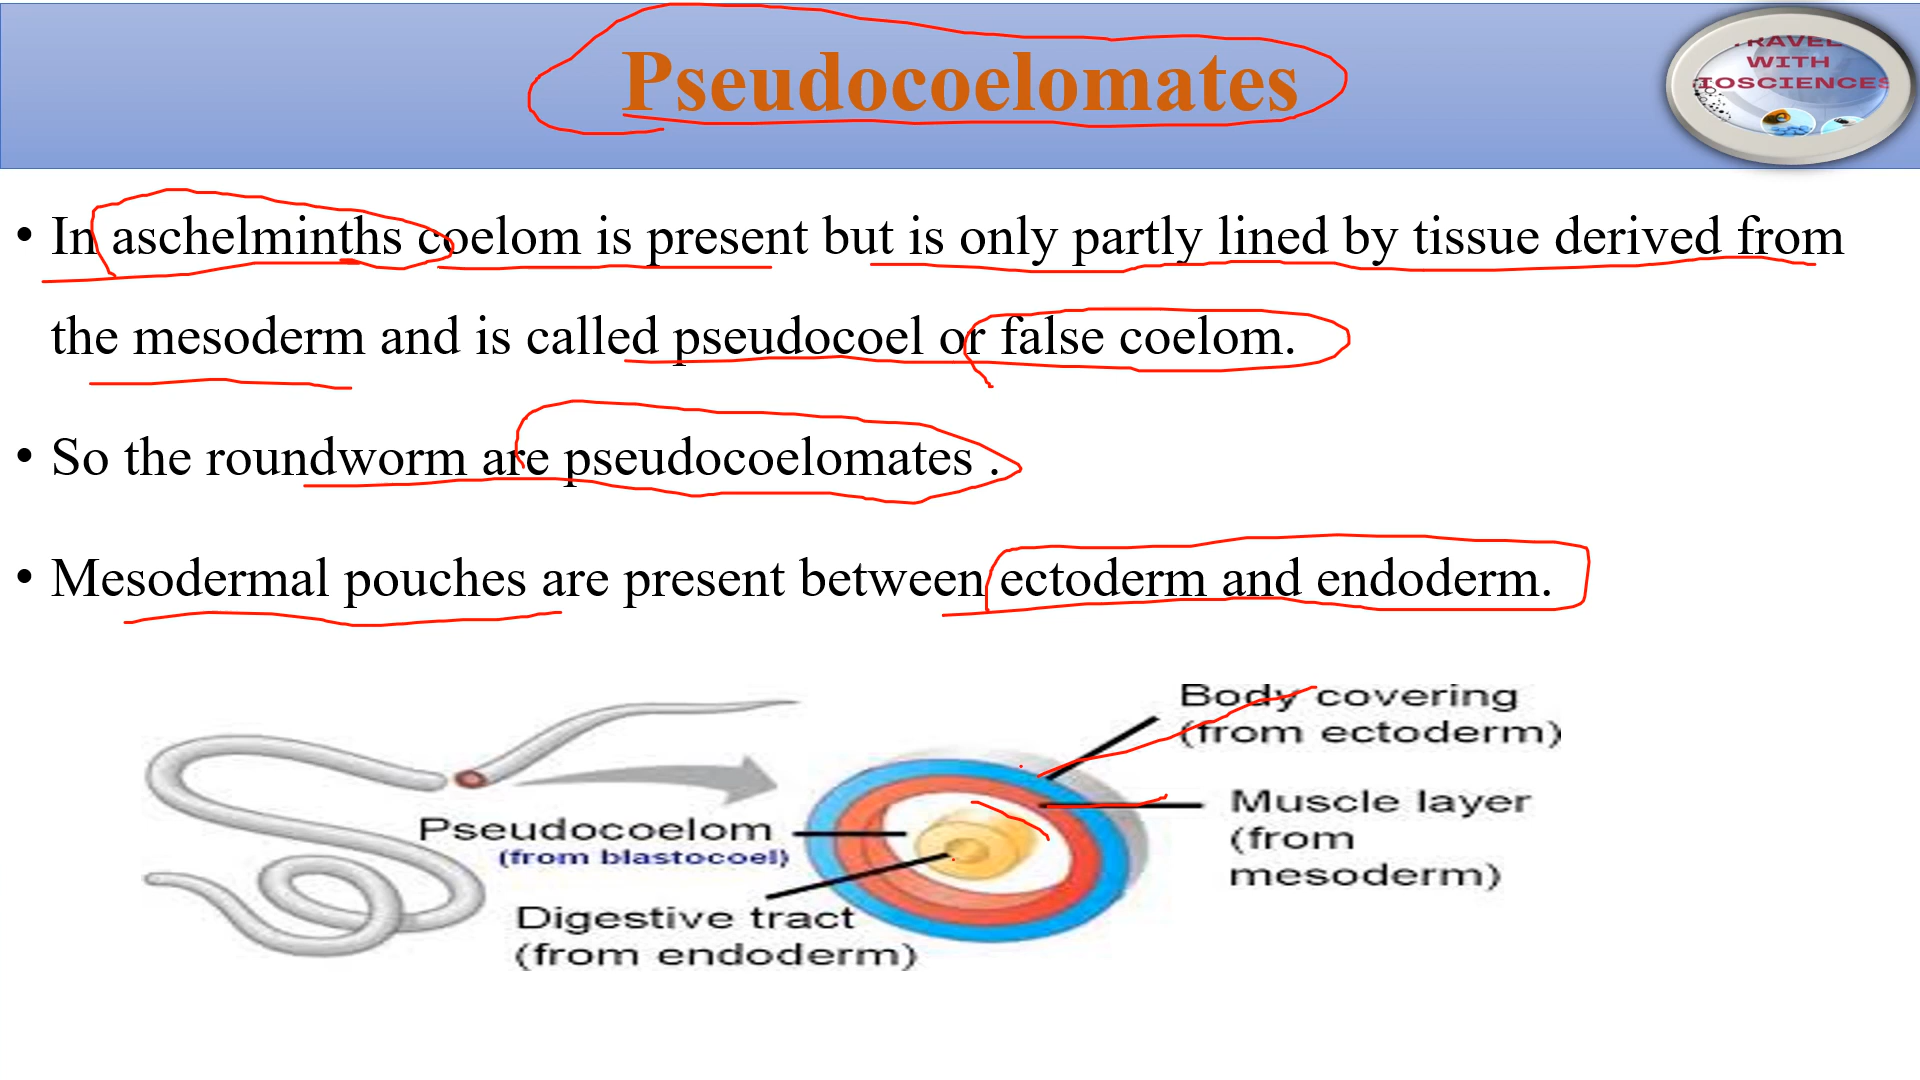 Pseudocoelomates
RAVEL
WITH
IOSCIENCES
• In aschelminths coelom is present but is only partly lined by tissue derived from
the mesoderm and is called pseudocoel or false coelom.
• So the roundworm are pseudocoelomates .
• Mesodermal pouches are present between ectoderm and endoderm.
Body covering
(from ectoderm)
Muscle layer
(from
mesoderm)
Pseudocoelom
(from blastocoel)
Digestive tract
(from endoderm)